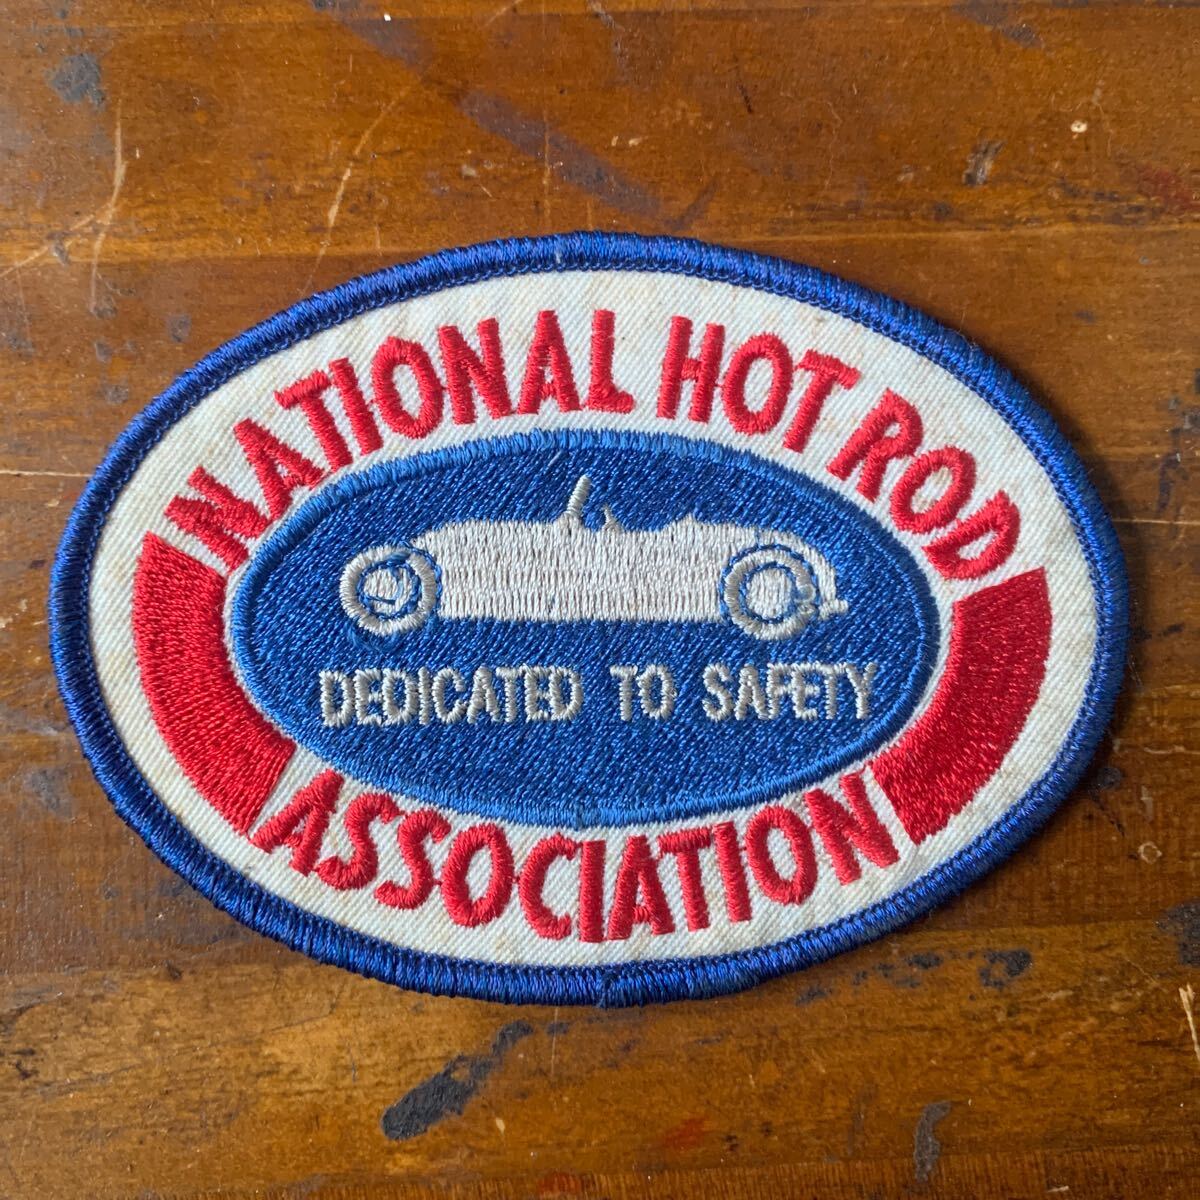 NATIONAL HOT ROD
DEDICATED TO SAFETY
ASSOCIATION